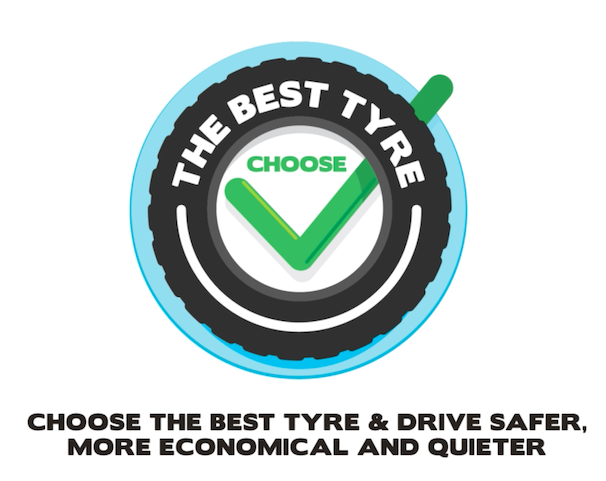 THE BEST TYRE
CHOOSE
CHOOSE THE BEST TYRE & DRIVE SAFER,
MORE ECONOMICAL AND QUIETER